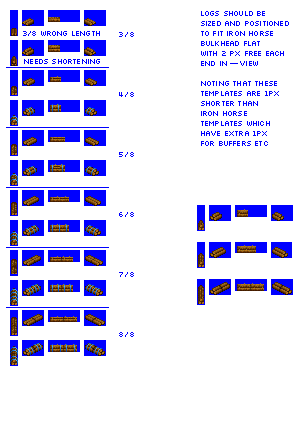 3/8 WRONG LENGTH
3/8
NEEDS SHORTENING
4/8
5/8
6/8
7/8
8/8
LOGS SHOULD BE
SIZED AND POSITIONED
TO FIT IRON HORSE
BULKHEAD FLAT
WITH 2 PX FREE EACH
END IN -- VIEW
NOTING THAT THESE
TEMPLATES ARE 1PX
SHORTER THAN
IRON HORSE
TEMPLATES WHICH
HAVE EXTRA 1PX
FOR BUFFERS ETC